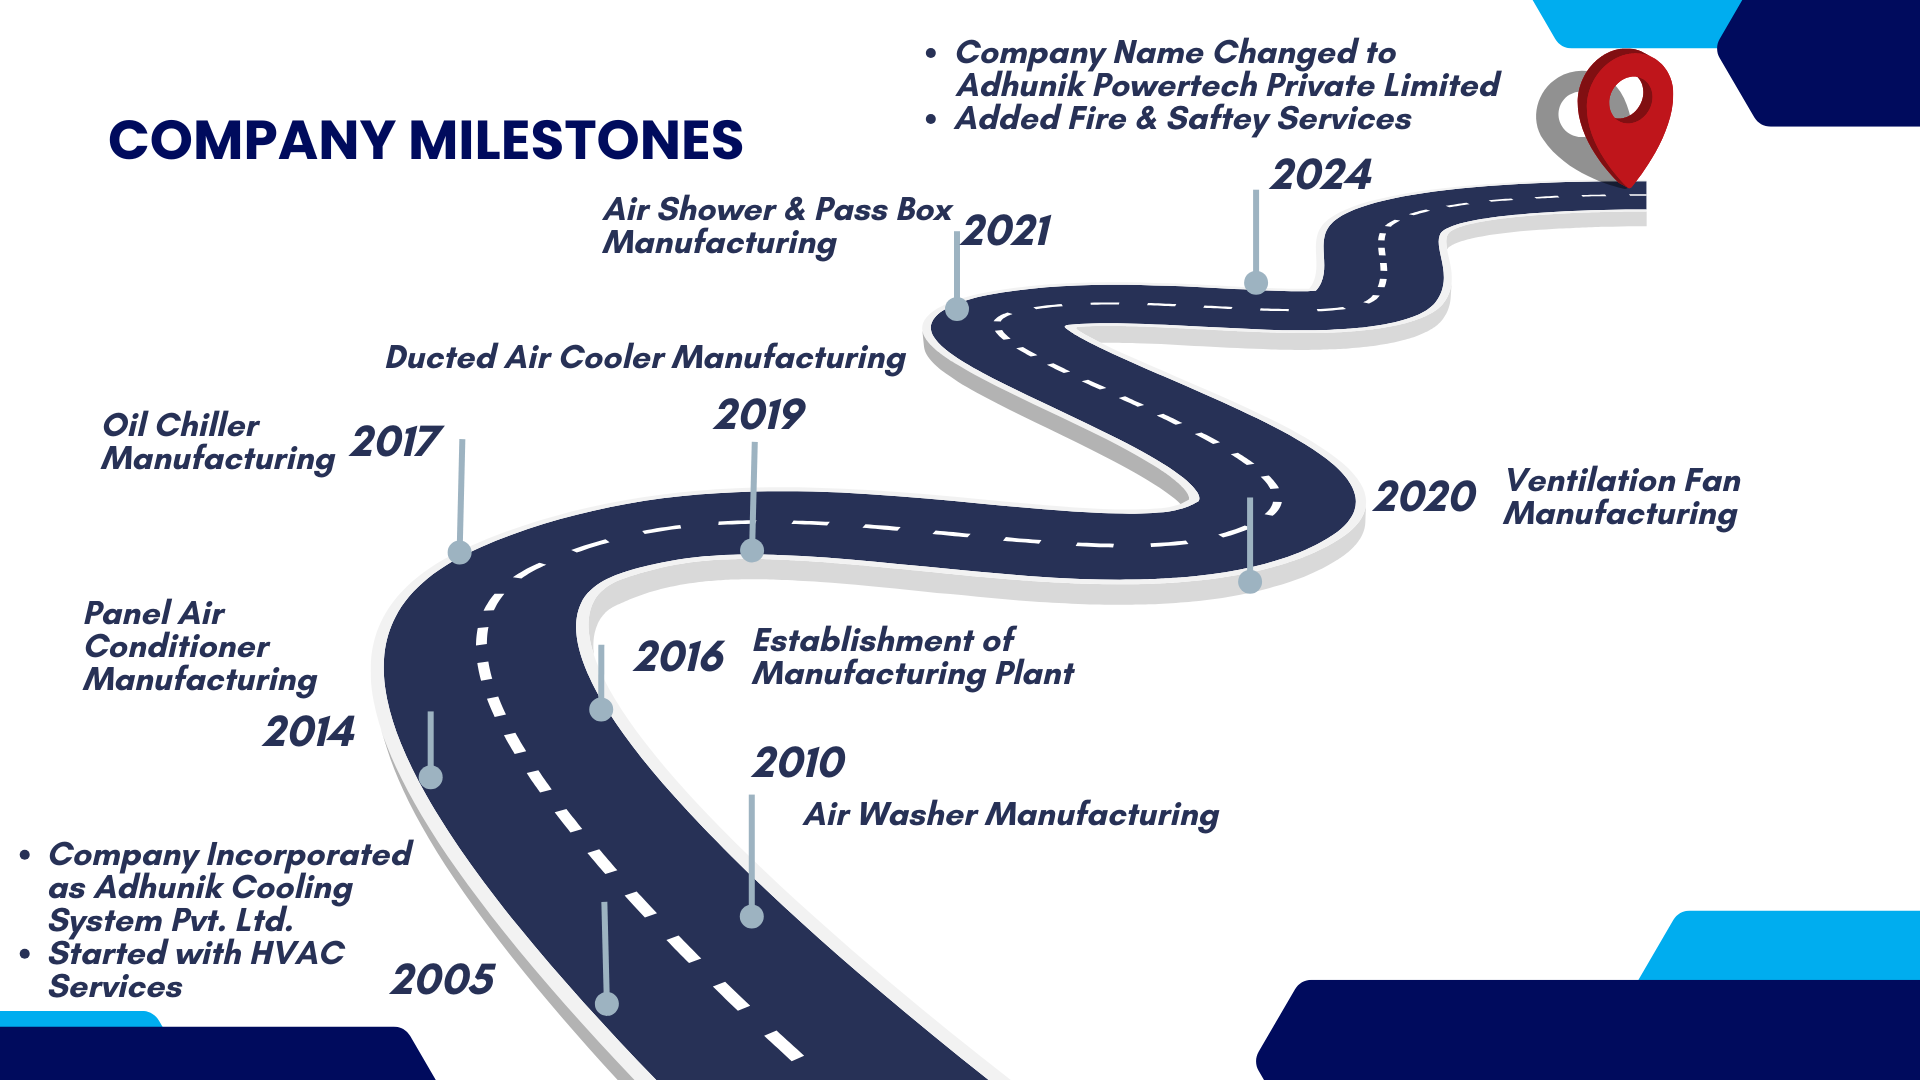 COMPANY MILESTONES
• Company Name Changed to
Adhunik Powertech Private Limited
• Added Fire & Saffey Services
2024
Air Shower & Pass Box
Manufacturing
2021
Ducted Air Cooler Manufacturing
2019
Oil Chiller
Manufacturing
2017
2020
Ventilation Fan
Manufacturing
Panel Air
Conditioner
Manufacturing
2014
2016
Establishment of
Manufacturing Plant
2010
Air Washer Manufacturing
• Company Incorporated
as Adhunik Cooling
System Pvt. Ltd.
• Started with HVAC
Services
2005